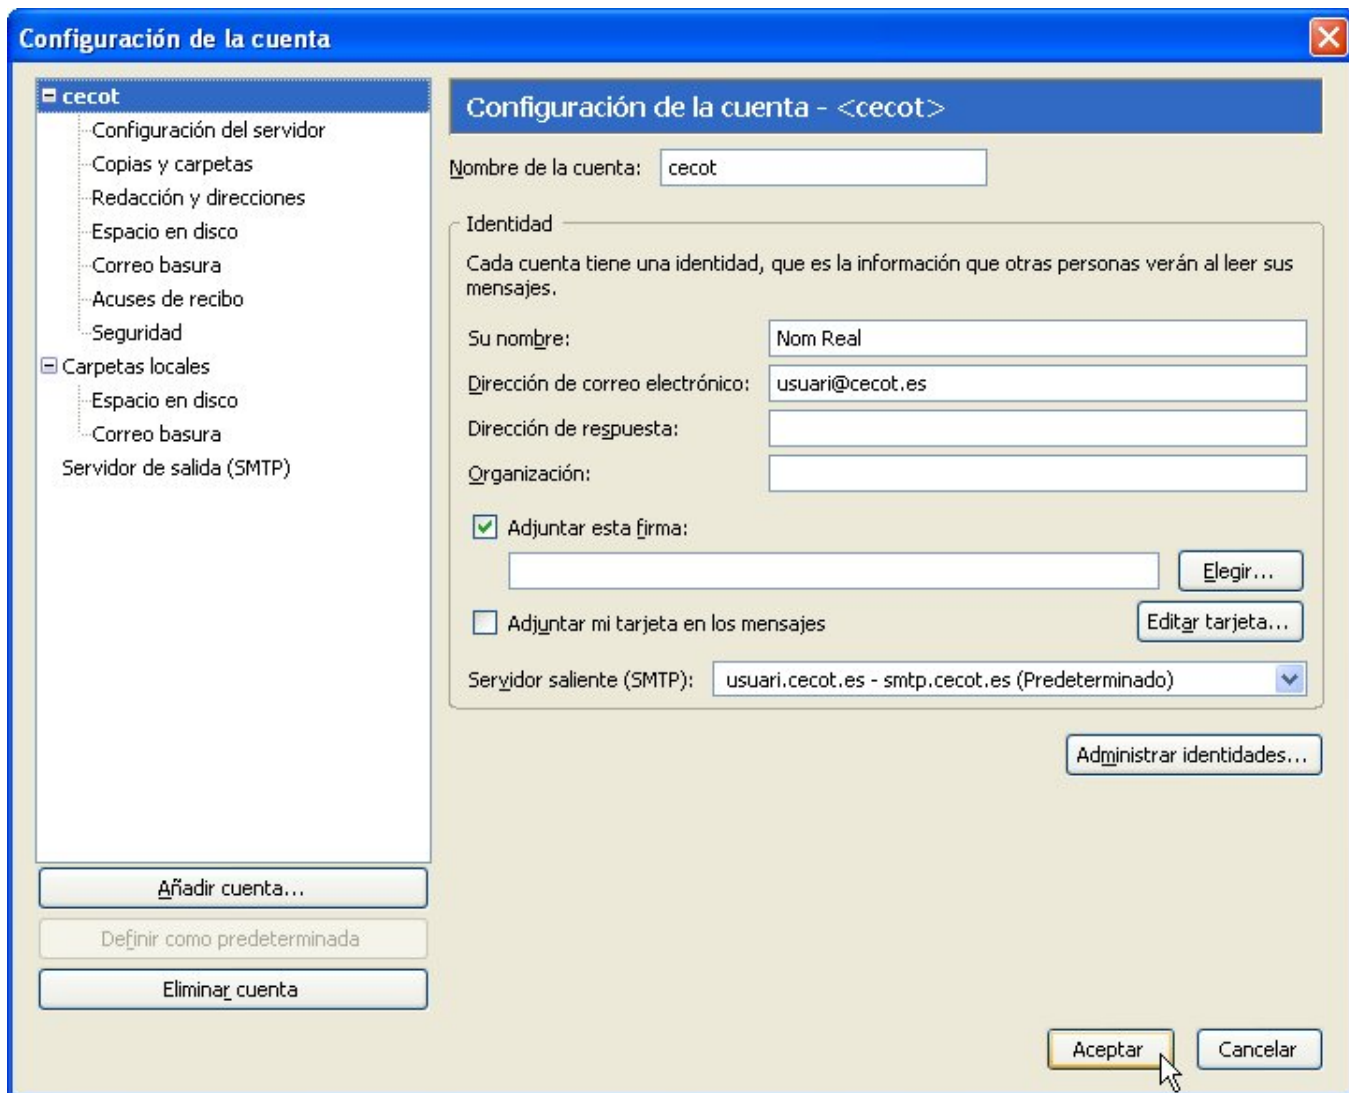 Configuración de la cuenta
cecot
Configuración del servidor
Copias y carpetas
Redacción y direcciones
Espacio en disco
Correo basura
Acuses de recibo
Seguridad
Carpetas locales
Espacio en disco
Correo basura
Servidor de salida (SMTP)
Añadir cuenta...
Definir como predeterminada
Eliminar cuenta
Configuración de la cuenta - <cecot>
Nombre de la cuenta: cecot
Identidad
Cada cuenta tiene una identidad, que es la información que otras personas verán al leer sus
mensajes.
Su nombre: Nom Real
Dirección de correo electrónico: usuari@cecot.es
Dirección de respuesta:
Organización:
Adjuntar esta firma:
Elegir...
Adjuntar mi tarjeta en los mensajes Editar tarjeta...
Servidor saliente (SMTP): usuari.cecot.es - smtp.cecot.es (Predeterminado)
Administrar identidades...
Aceptar Cancelar